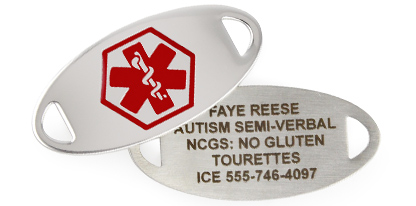 FAYE REESE
AUTISM SEMI-VERBAL
NCGS: NO GLUTEN
TOURETTES
ICE 555-746-4097